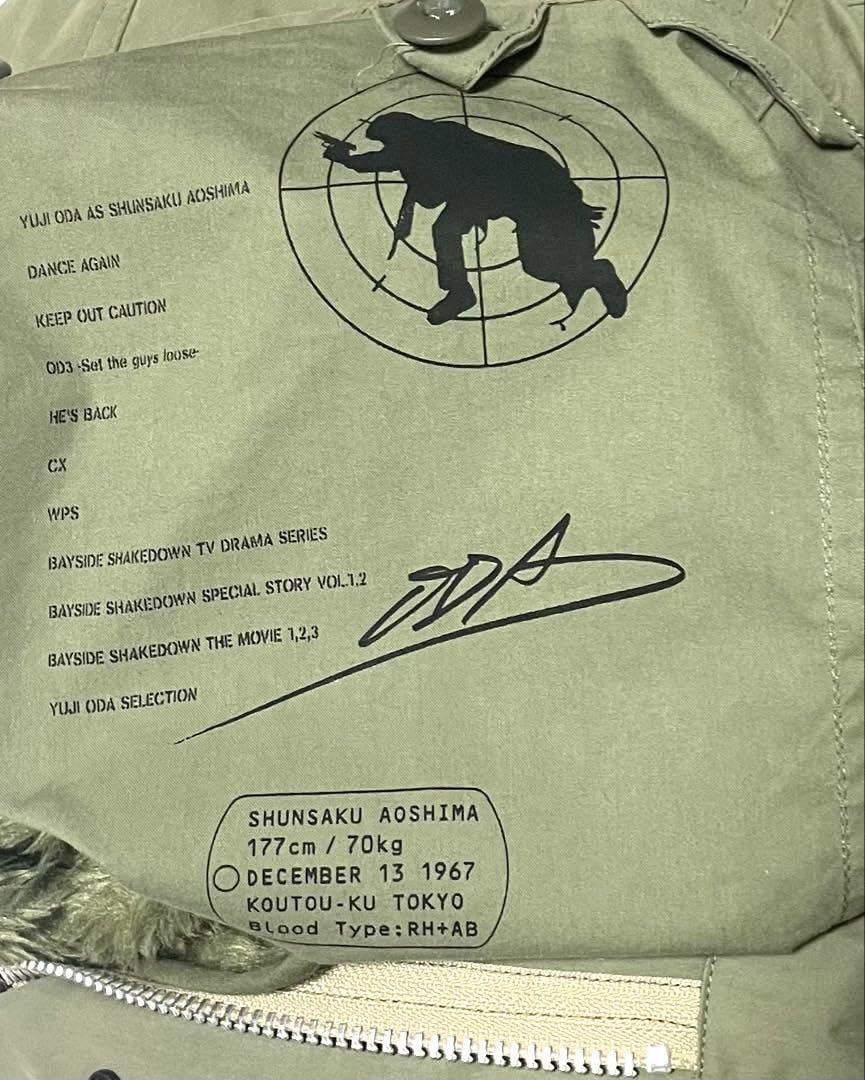 YUJI ODA AS SHUNSAKU AOSHIMA
DANCE AGAIN
KEEP OUT CAUTION
OD3 -Set the guys loose-
HE'S BACK
CX
WPS
BAYSIDE SHAKEDOWN TV DRAMA SERIES
BAYSIDE SHAKEDOWN SPECIAL STORY VOL.1,2
BAYSIDE SHAKEDOWN THE MOVIE 1,2,3
YUJI ODA SELECTION
ODA
SHUNSAKU AOSHIMA
177cm / 70kg
DECEMBER 13 1967
KOUTOU-KU TOKYO
Blood Type:RH+AB